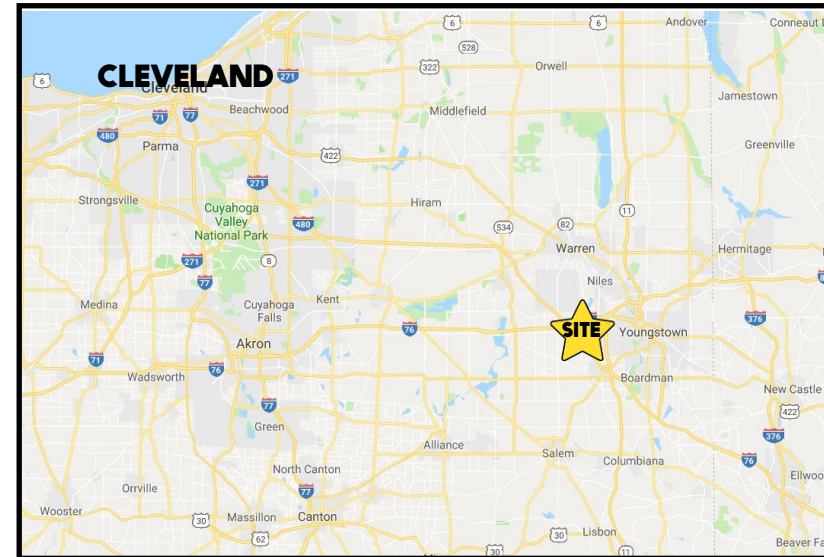 6
6
Andover
Conneaut L
528
322
Orwell
CLEVELAND
Cleveland
271
6
Jamestown
Beachwood
Middlefield
71
77
480
Parma
422
Greenville
271
Strongsville
Hiram
Cuyahoga
Valley
National Park
11
480
534
82
Warren
Hermitage
8
271
77
Niles
Medina
Cuyahoga
Falls
Kent
376
76
SITE
Youngstown
Akron
71
76
Wadsworth
Boardman
77
New Castle
422
Green
376
Alliance
Salem
Columbiana
76
North Canton
Ellwoo
Orrville
77
Wooster
30
Massillon
Canton
30
Lisbon
62
30
11
Beaver Fa